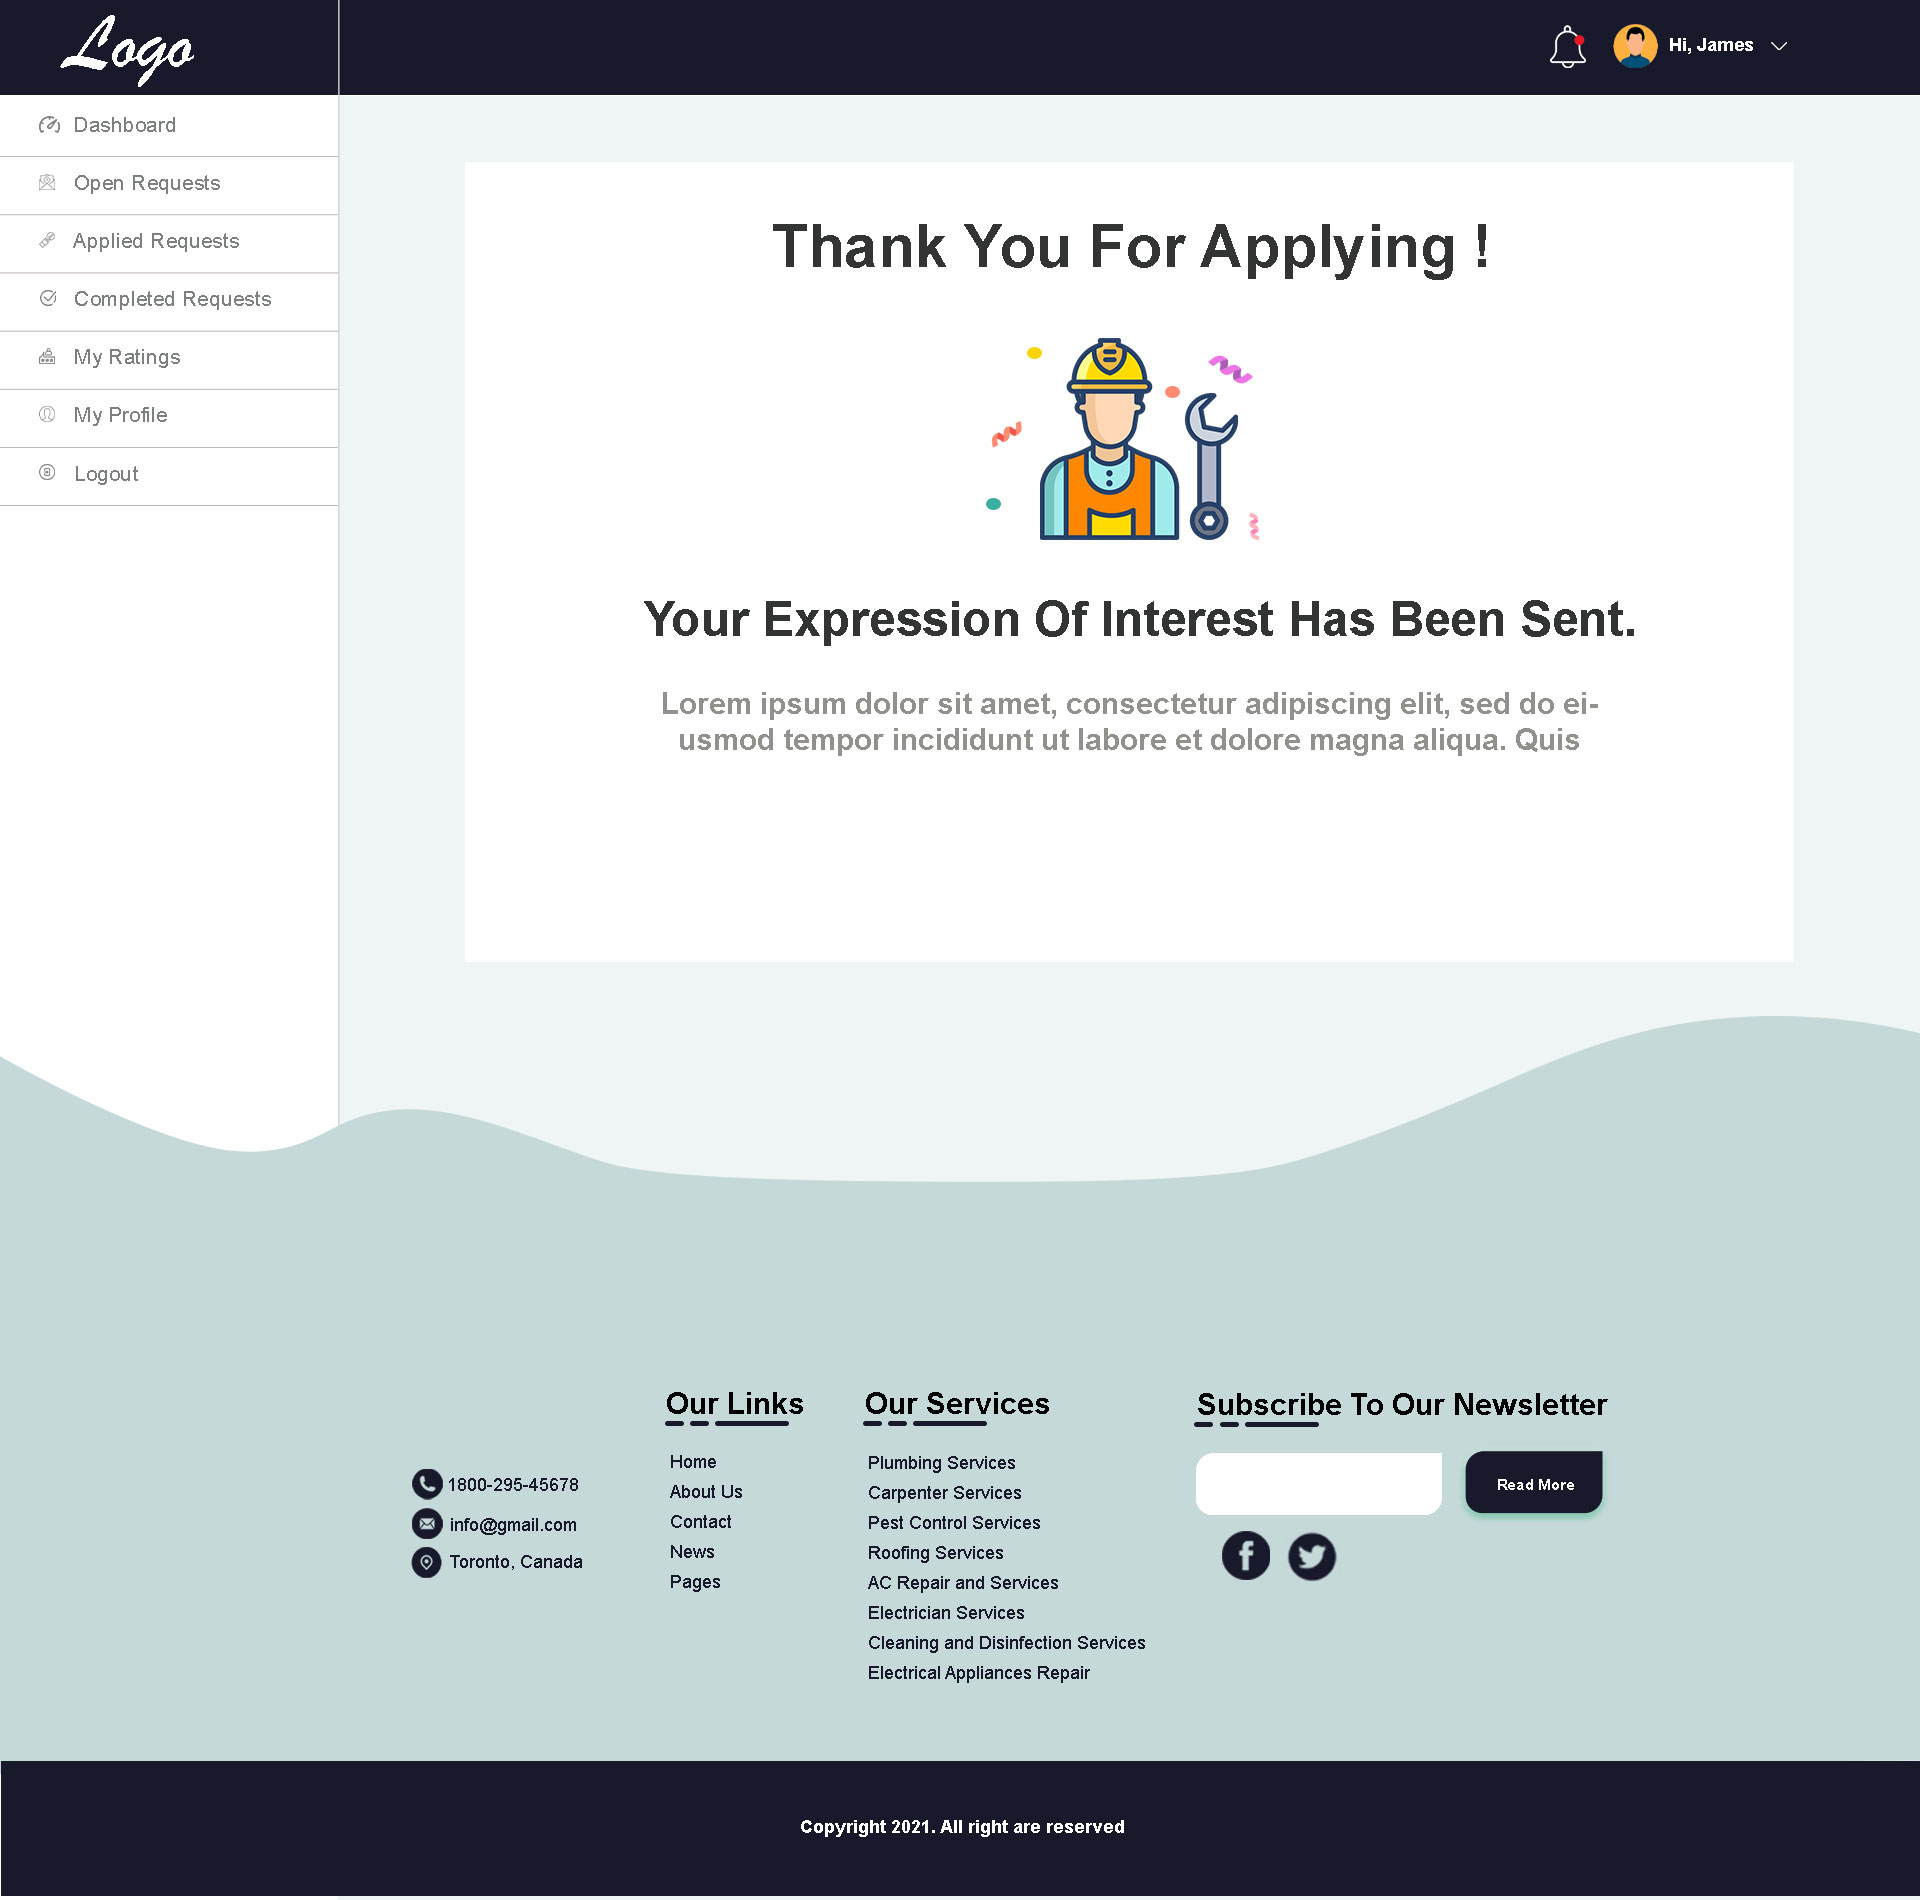 Logo
Hi, James
Dashboard
Open Requests
Applied Requests
Completed Requests
My Ratings
My Profile
Logout
Thank You For Applying !
Your Expression Of Interest Has Been Sent.
Lorem ipsum dolor sit amet, consectetur adipiscing elit, sed do ei-
usmod tempor incididunt ut labore et dolore magna aliqua. Quis
1800-295-45678
info@gmail.com
Toronto, Canada
Our Links
Home
About Us
Contact
News
Pages
Our Services
Plumbing Services
Carpenter Services
Pest Control Services
Roofing Services
AC Repair and Services
Electrician Services
Cleaning and Disinfection Services
Electrical Appliances Repair
Subscribe To Our Newsletter
Read More
Copyright 2021. All right are reserved